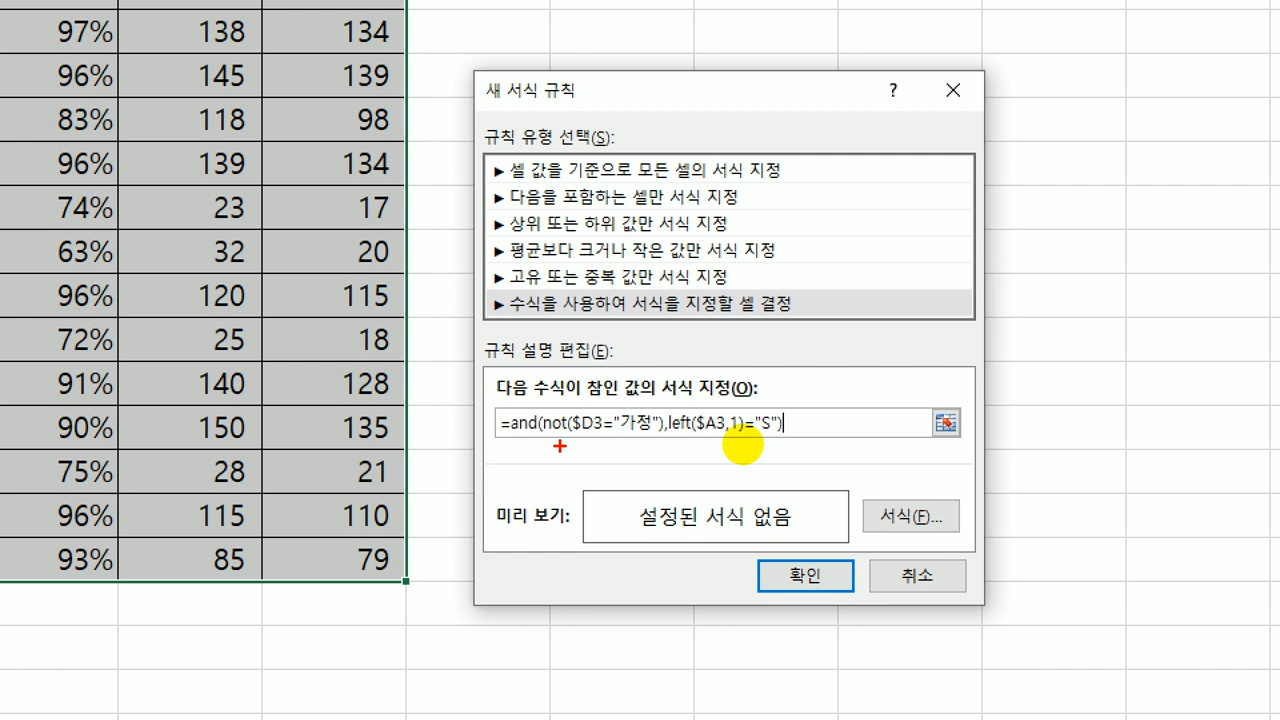 97% 138 134
96% 145 139
83% 118 98
96% 139 134
74% 23 17
63% 32 20
96% 120 115
72% 25 18
91% 140 128
90% 150 135
75% 28 21
96% 115 110
93% 85 79
새 서식 규칙
규칙 유형 선택(S):
► 셀 값을 기준으로 모든 셀의 서식 지정
► 다음을 포함하는 셀만 서식 지정
► 상위 또는 하위 값만 서식 지정
► 평균보다 크거나 작은 값만 서식 지정
► 고유 또는 중복 값만 서식 지정
► 수식을 사용하여 서식을 지정할 셀 결정
규칙 설명 편집(E):
다음 수식이 참인 값의 서식 지정(O):
=and(not($D3="가정"),left($A3,1)="S")
미리 보기: 설정된 서식 없음 서식(F)...
확인 취소